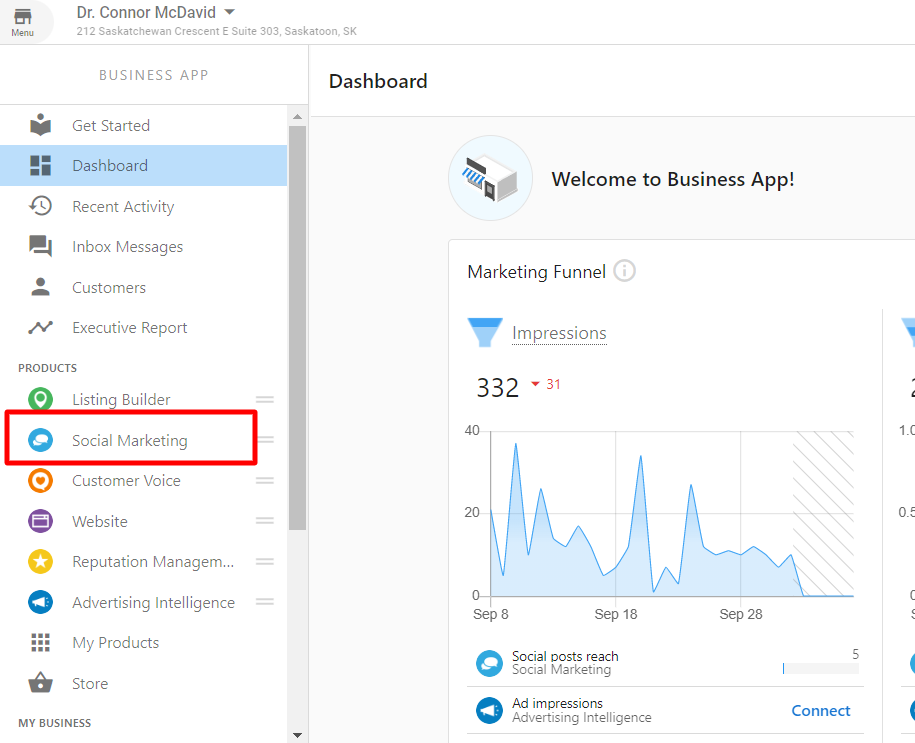 Menu
Dr. Connor McDavid
212 Saskatchewan Crescent E Suite 303, Saskatoon, SK
BUSINESS APP
Get Started
Dashboard
Recent Activity
Inbox Messages
Customers
Executive Report
PRODUCTS
Listing Builder
Social Marketing
Customer Voice
Website
Reputation Managem...
Advertising Intelligence
My Products
Store
MY BUSINESS
Dashboard
Welcome to Business App!
Marketing Funnel
Impressions
332 31
40
20
0
Sep 8 Sep 18 Sep 28
Social posts reach 5
Social Marketing
Ad impressions
Advertising Intelligence
Connect
1.0